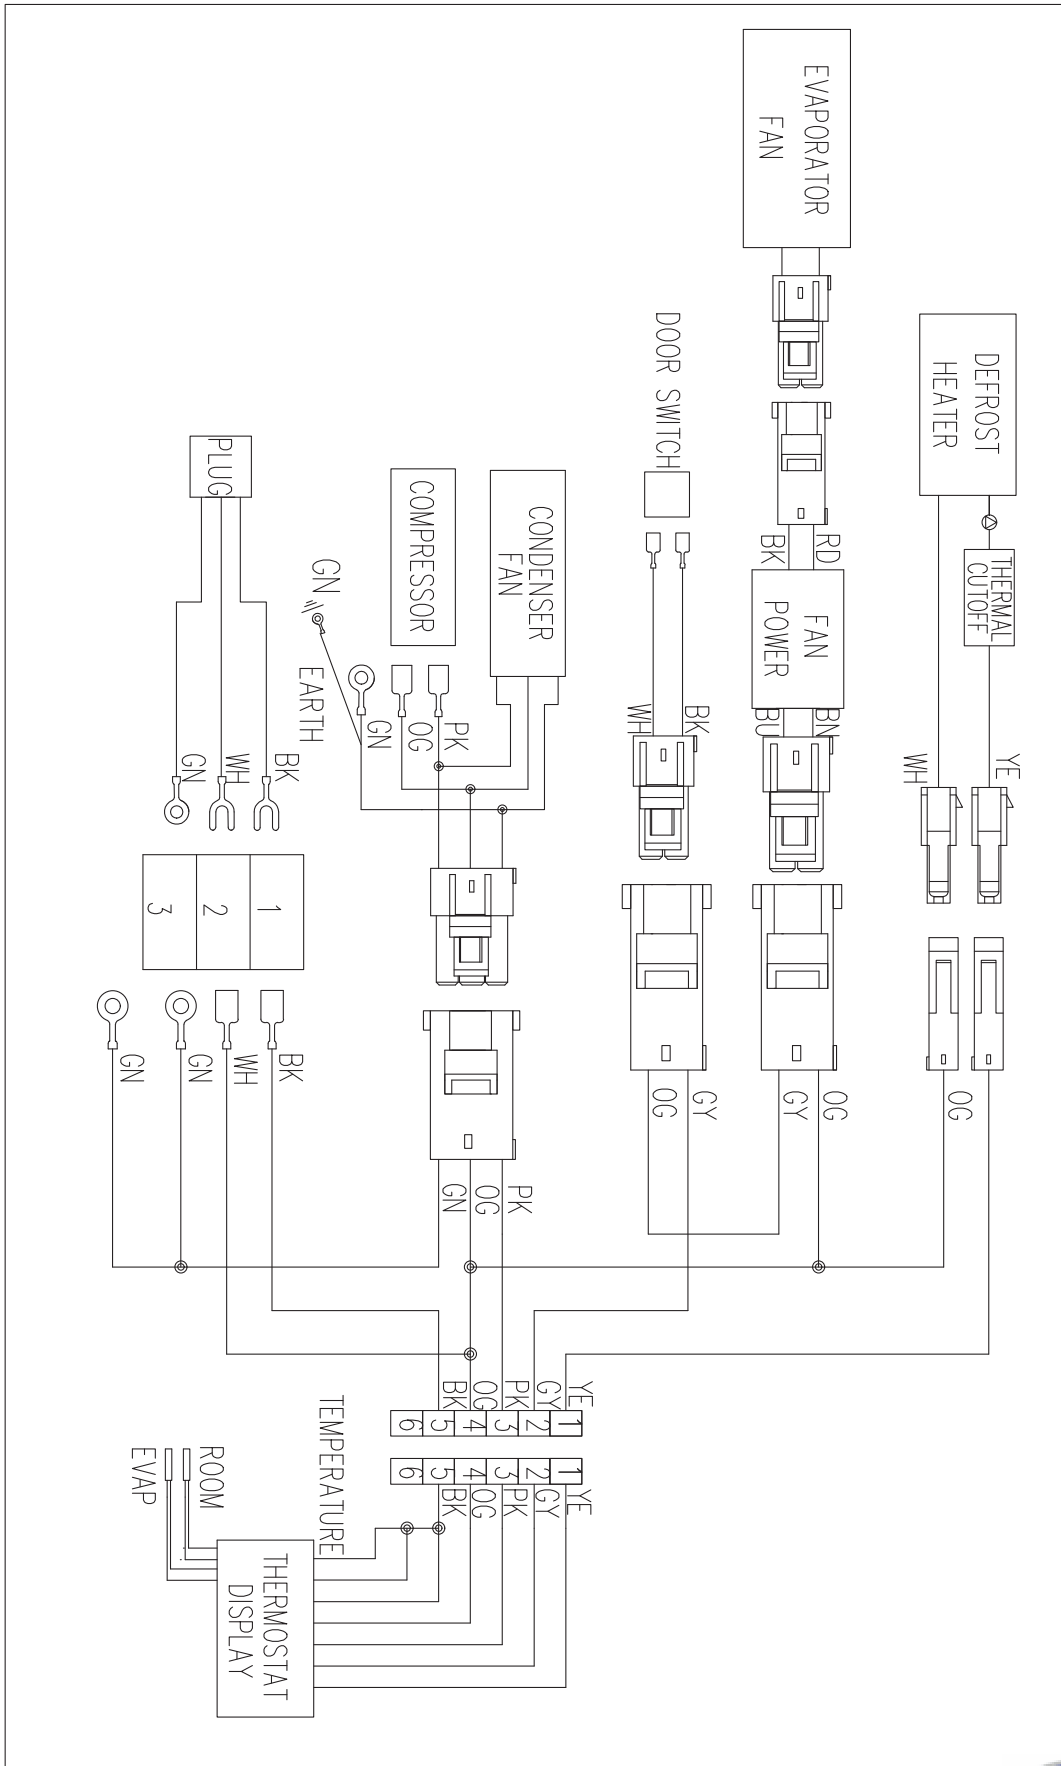 EVAPORATOR
FAN
DEFROST
HEATER
THERMAL
CUTOFF
YE
WH
OG
RD
BK
FAN
POWER
BN
BU
OG
GY
DOOR SWITCH
BK
WH
GY
OG
CONDENSER
FAN
COMPRESSOR
PK
OG
GN
GN
EARTH
PK
OG
GN
PLUG
BK
WH
GN
1
2
3
BK
WH
GN
GN
YE
GY
PK
OG
BK
1
2
3
4
5
6
1
2
3
4
5
6
YE
GY
PK
OG
BK
TEMPERATURE
ROOM
EVAP
THERMOSTAT
DISPLAY